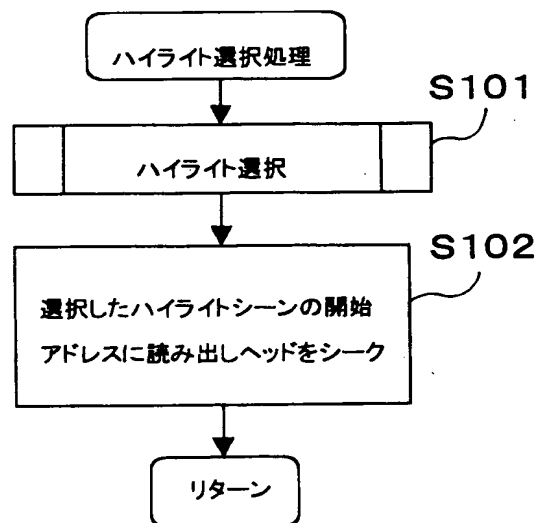 ハイライト選択処理
S101
ハイライト選択
S102
選択したハイライトシーンの開始
アドレスに読み出しヘッドをシーク
リターン